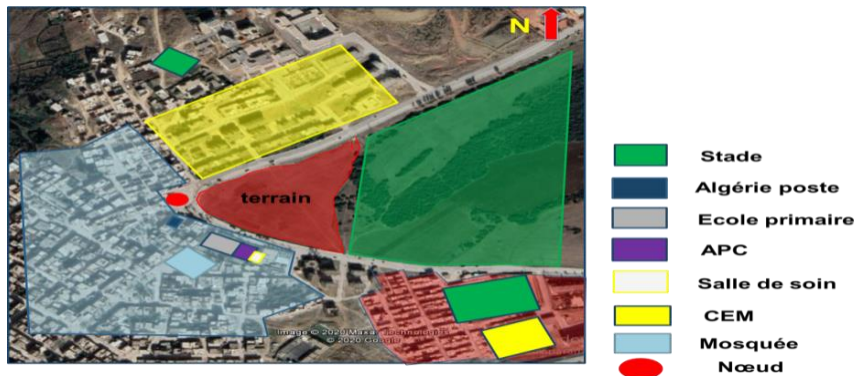 N
terrain
Image © 2020 Maxar Technologies
© 2020 Google
Stade
Algérie poste
Ecole primaire
APC
Salle de soin
CEM
Mosquée
Nœud